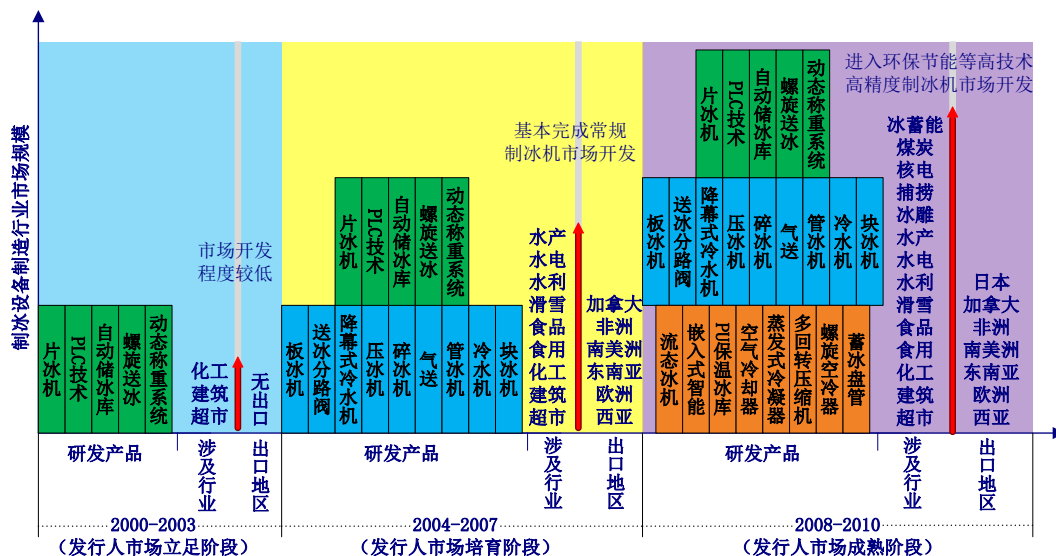 制冰设备制造行业市场规模
市场开发
程度较低
片冰机
PLC技术
自动储冰库
螺旋送冰
动态称重系统
化工
建筑
超市
无出口
研发产品
涉及行业
出口地区
2000-2003
（发行人市场立足阶段）
基本完成常规
制冰机市场开发
片冰机
PLC技术
自动储冰库
螺旋送冰
动态称重系统
板冰机
送冰分路阀
降幕式冷水机
压冰机
碎冰机
气送
管冰机
冷水机
块冰机
水产
水电
水利
滑雪
食品
食用
化工
建筑
超市
加拿大
非洲
南美洲
东南亚
欧洲
西亚
研发产品
涉及行业
出口地区
2004-2007
（发行人市场培育阶段）
进入环保节能等高技术
高精度制冰机市场开发
片冰机
PLC技术
自动储冰库
螺旋送冰
动态称重系统
板冰机
送冰分路阀
降幕式冷水机
压冰机
碎冰机
气送
管冰机
冷水机
块冰机
流态冰机
嵌入式智能
PU保温冰库
空气冷却器
蒸发式冷凝器
多回转压缩机
螺旋空冷器
蓄冰盘管
冰蓄能
煤炭
核电
捕捞
冰雕
水产
水电
水利
滑雪
食品
食用
化工
建筑
超市
日本
加拿大
非洲
南美洲
东南亚
欧洲
西亚
研发产品
涉及行业
出口地区
2008-2010
（发行人市场成熟阶段）